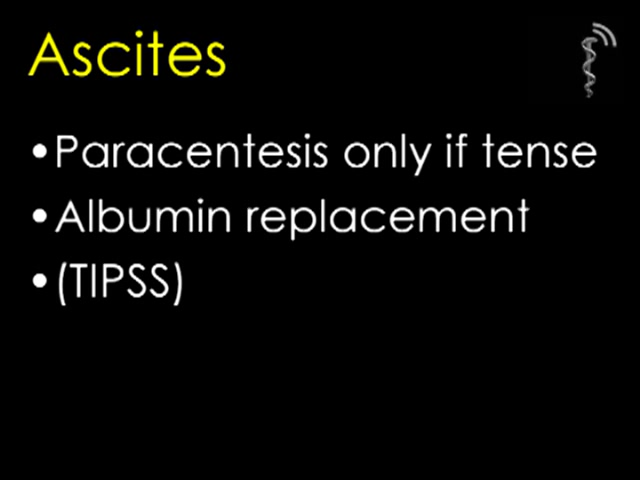 Ascites
•Paracentesis only if tense
•Albumin replacement
•(TIPSS)